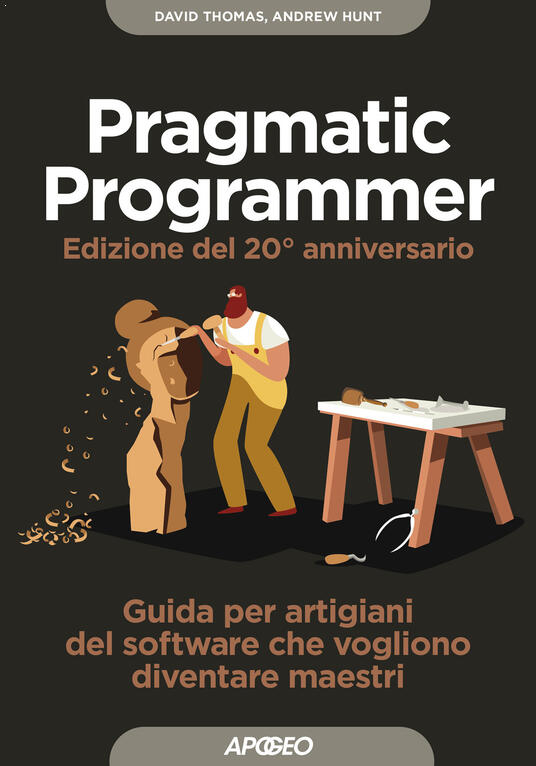 DAVID THOMAS, ANDREW HUNT
Pragmatic
Programmer
Edizione del 20° anniversario
Guida per artigiani
del software che vogliono
diventare maestri
APOGEO